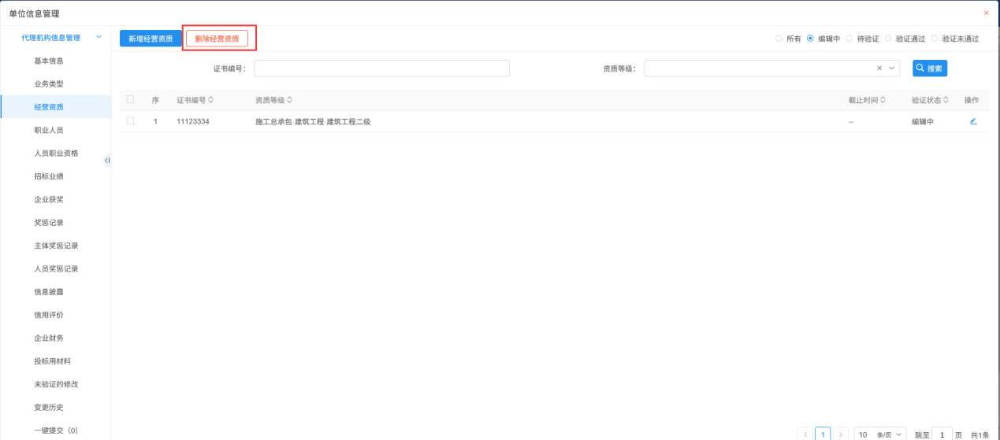 单位信息管理
代理机构信息管理
新增经营资质 删除经营资质 所有 编辑中 待验证 验证通过 验证未通过
基本信息
证书编号： 资质等级： 搜索
业务类型
序 证书编号 资质等级 截止时间 验证状态 操作
经营资质
1 11123334 施工总承包·建筑工程·建筑工程二级 -- 编辑中
职业人员
人员职业资格
招标业绩
企业获奖
奖惩记录
主体奖惩记录
人员奖惩记录
信息披露
信用评价
企业财务
投标用材料
未验证的修改
变更历史
一键提交（0）
1 10 条/页 跳至 1 页 共1条